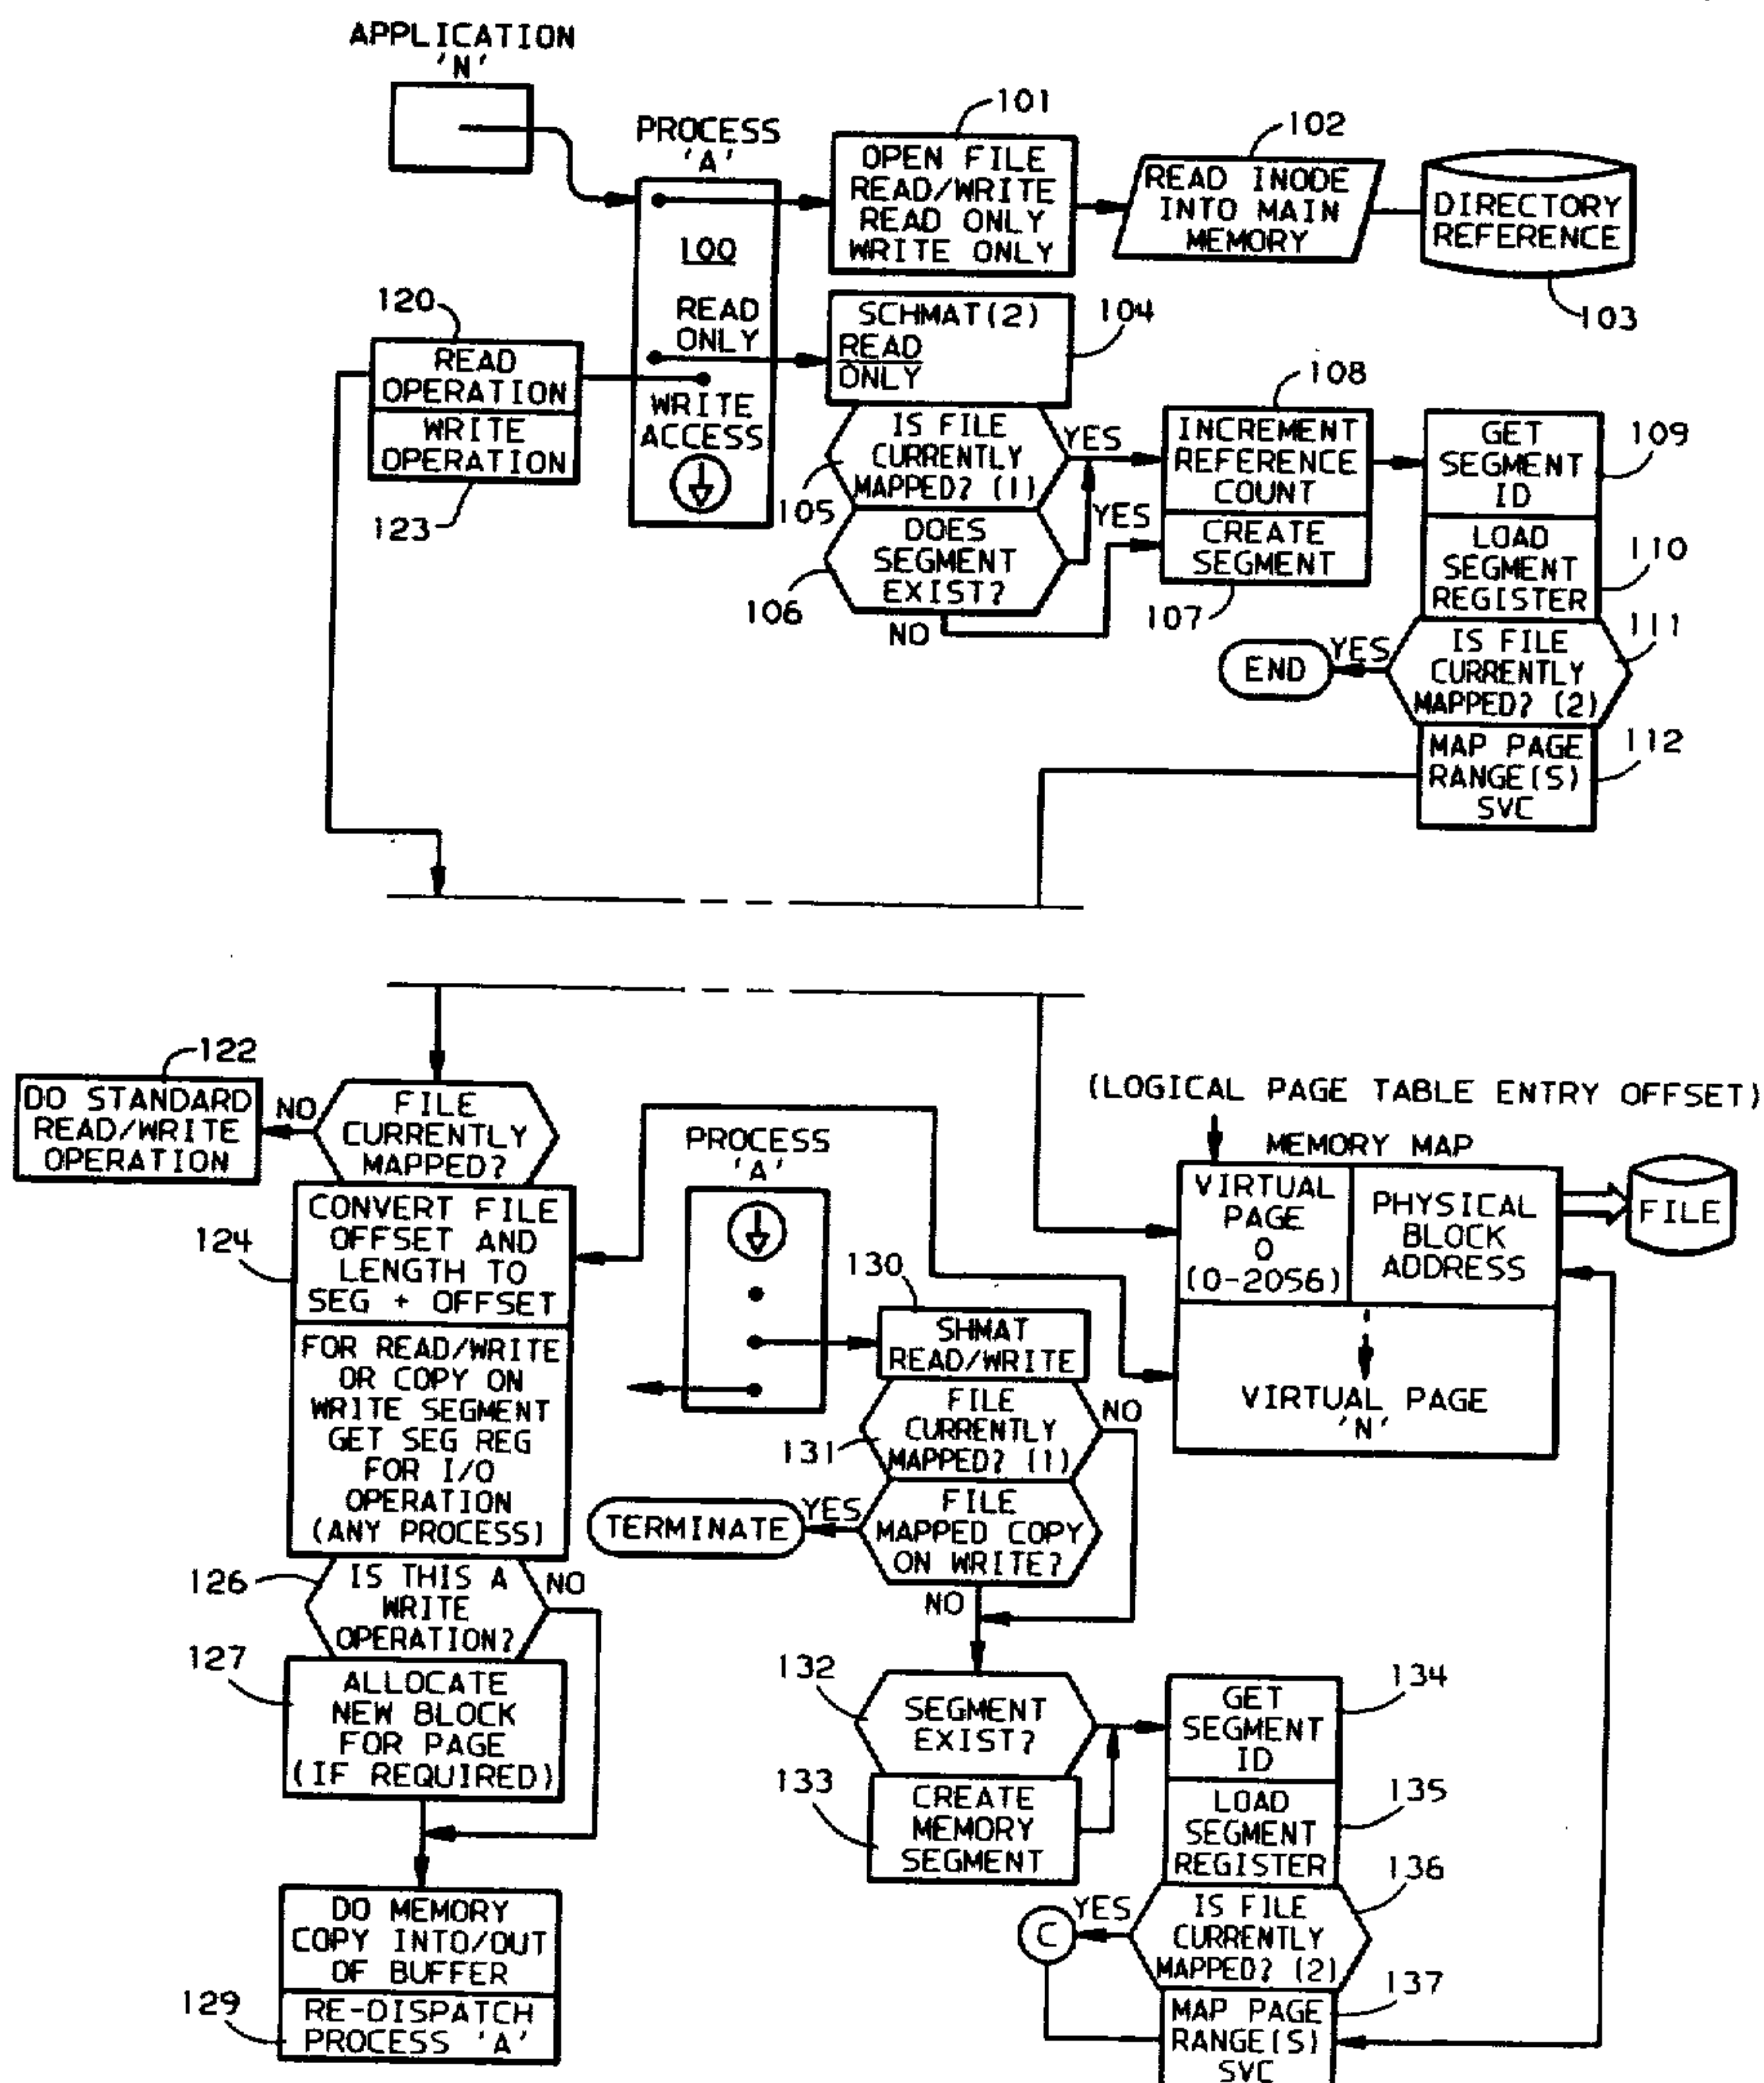 APPLICATION
'N'
PROCESS
'A'
100
READ
ONLY
WRITE
ACCESS
101
OPEN FILE
READ/WRITE
READ ONLY
WRITE ONLY
102
READ INODE
INTO MAIN
MEMORY
DIRECTORY
REFERENCE
103
120
READ
OPERATION
WRITE
OPERATION
123
SCHMAT(2)
READ
ONLY
104
IS FILE
CURRENTLY
MAPPED? (1)
YES
105
DOES
SEGMENT
EXIST?
YES
106
NO
108
INCREMENT
REFERENCE
COUNT
CREATE
SEGMENT
107
GET
SEGMENT
ID
109
LOAD
SEGMENT
REGISTER
110
IS FILE
CURRENTLY
MAPPED? (2)
111
YES
END
MAP PAGE
RANGE(S)
SVC
112
122
DO STANDARD
READ/WRITE
OPERATION
NO
FILE
CURRENTLY
MAPPED?
124
CONVERT FILE
OFFSET AND
LENGTH TO
SEG + OFFSET
FOR READ/WRITE
OR COPY ON
WRITE SEGMENT
GET SEG REG
FOR I/O
OPERATION
(ANY PROCESS)
126
IS THIS A
WRITE
OPERATION?
NO
127
ALLOCATE
NEW BLOCK
FOR PAGE
(IF REQUIRED)
DO MEMORY
COPY INTO/OUT
OF BUFFER
129
RE-DISPATCH
PROCESS 'A'
PROCESS
'A'
130
SHMAT
READ/WRITE
131
FILE
CURRENTLY
MAPPED? (1)
NO
FILE
MAPPED COPY
ON WRITE?
YES
TERMINATE
NO
132
SEGMENT
EXIST?
133
CREATE
MEMORY
SEGMENT
GET
SEGMENT
ID
134
LOAD
SEGMENT
REGISTER
135
IS FILE
CURRENTLY
MAPPED? (2)
136
YES
C
MAP PAGE
RANGE(S)
SVC
137
(LOGICAL PAGE TABLE ENTRY OFFSET)
MEMORY MAP
VIRTUAL
PAGE
0
(0-2056)
PHYSICAL
BLOCK
ADDRESS
FILE
VIRTUAL PAGE
'N'